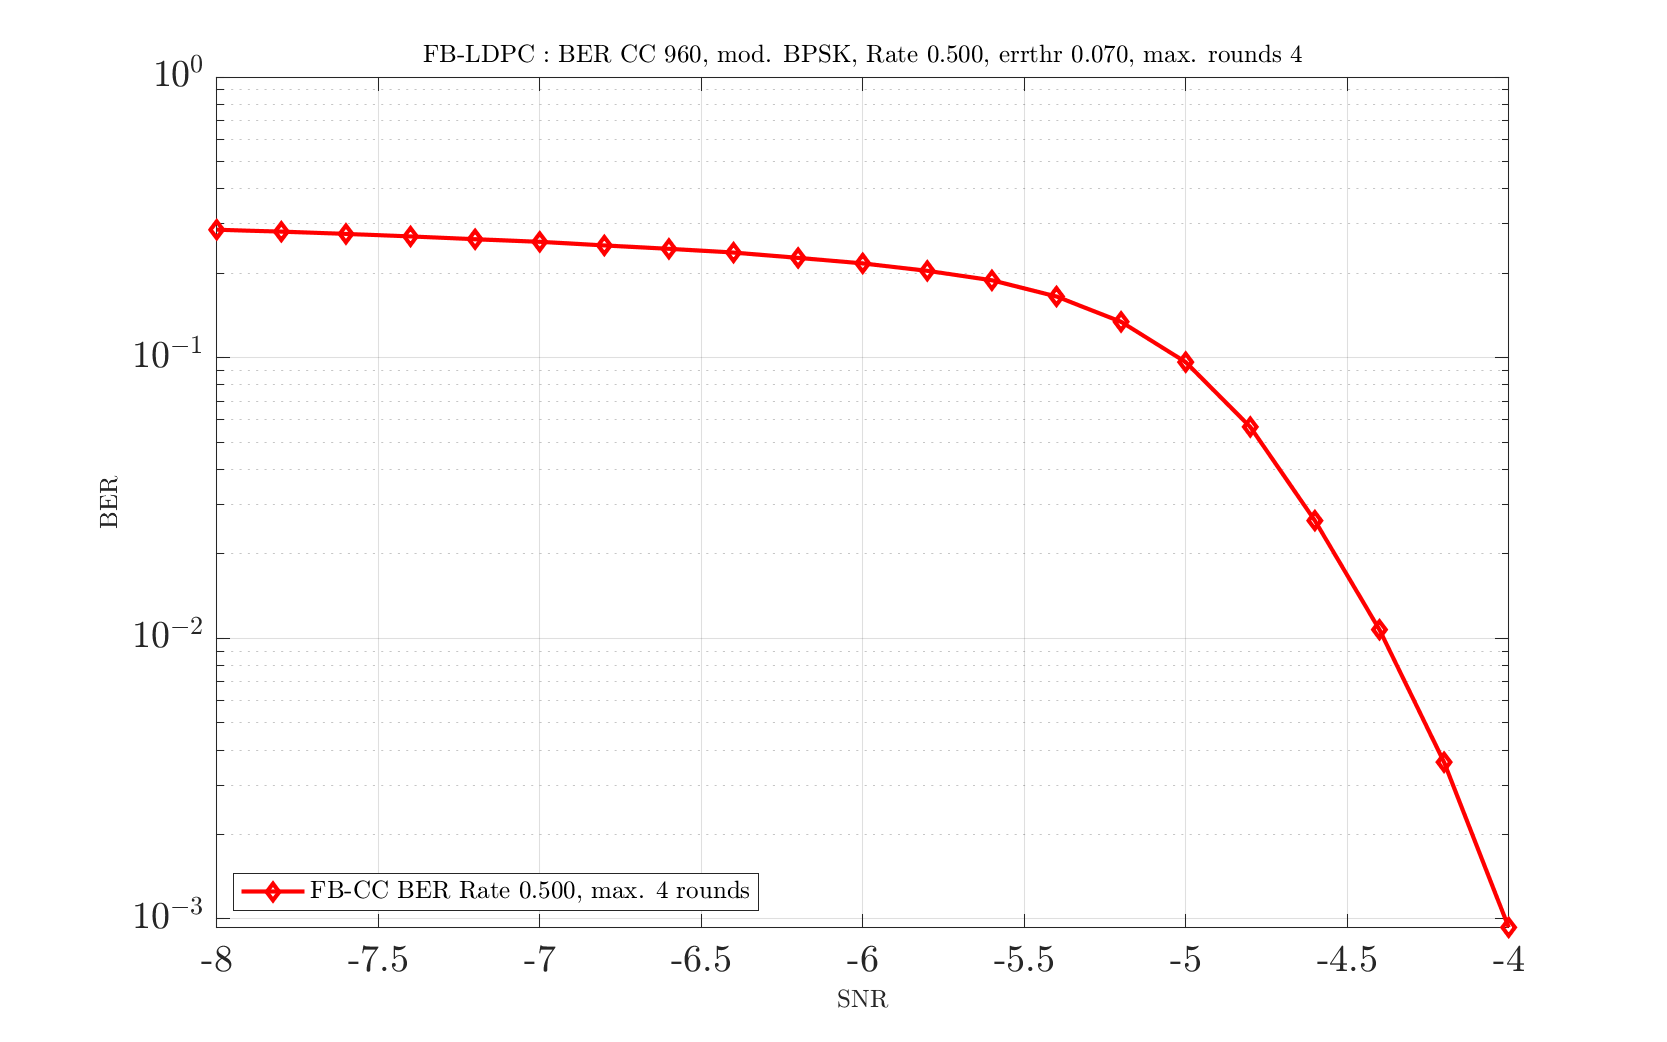 FB-LDPC : BER CC 960, mod. BPSK, Rate 0.500, errthr 0.070, max. rounds 4
10^0
10^{-1}
10^{-2}
10^{-3}
BER
FB-CC BER Rate 0.500, max. 4 rounds
-8 -7.5 -7 -6.5 -6 -5.5 -5 -4.5 -4
SNR